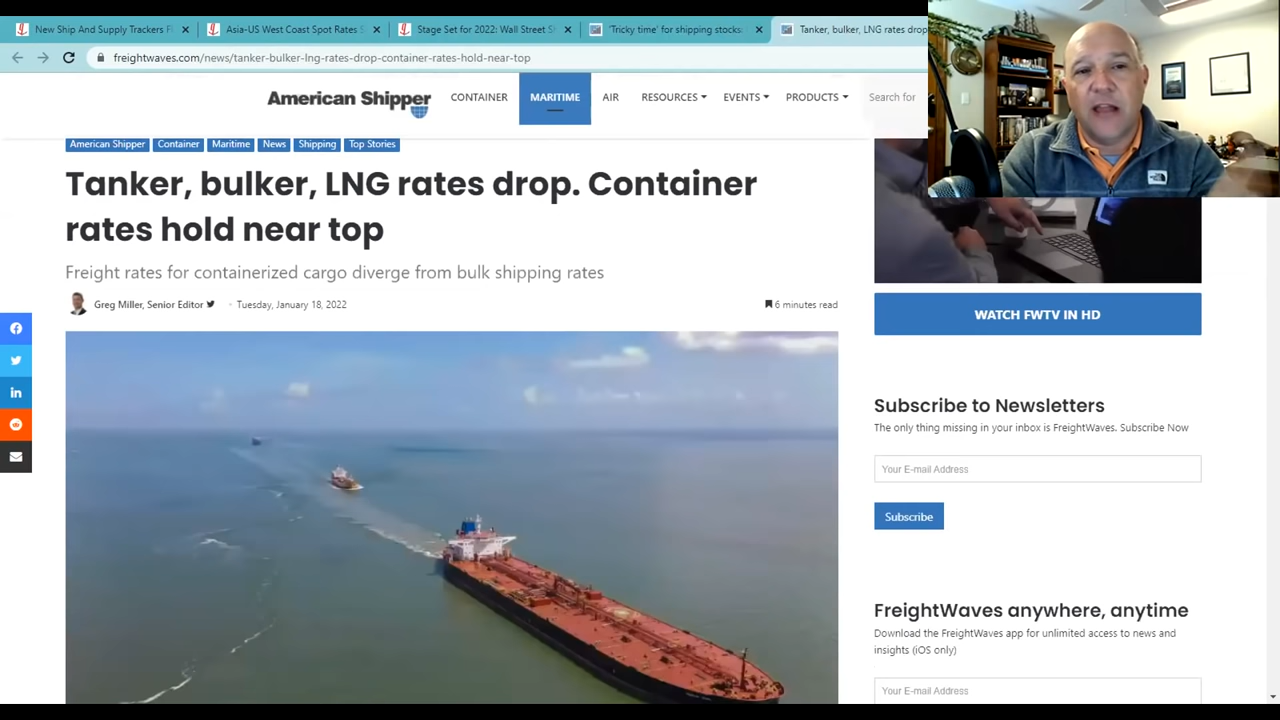 New Ship And Supply Trackers Fi
Asia-US West Coast Spot Rates S
Stage Set for 2022: Wall Street S
'Tricky time' for shipping stocks:
Tanker, bulker, LNG rates drop
freightwaves.com/news/tanker-bulker-lng-rates-drop-container-rates-hold-near-top
American Shipper
CONTAINER
MARITIME
AIR
RESOURCES
EVENTS
PRODUCTS
Search for
American Shipper
Container
Maritime
News
Shipping
Top Stories
Tanker, bulker, LNG rates drop. Container
rates hold near top
Freight rates for containerized cargo diverge from bulk shipping rates
Greg Miller, Senior Editor
Tuesday, January 18, 2022
6 minutes read
WATCH FWTV IN HD
Subscribe to Newsletters
The only thing missing in your inbox is FreightWaves. Subscribe Now
Your E-mail Address
Subscribe
FreightWaves anywhere, anytime
Download the FreightWaves app for unlimited access to news and
insights (iOS only)
Your E-mail Address